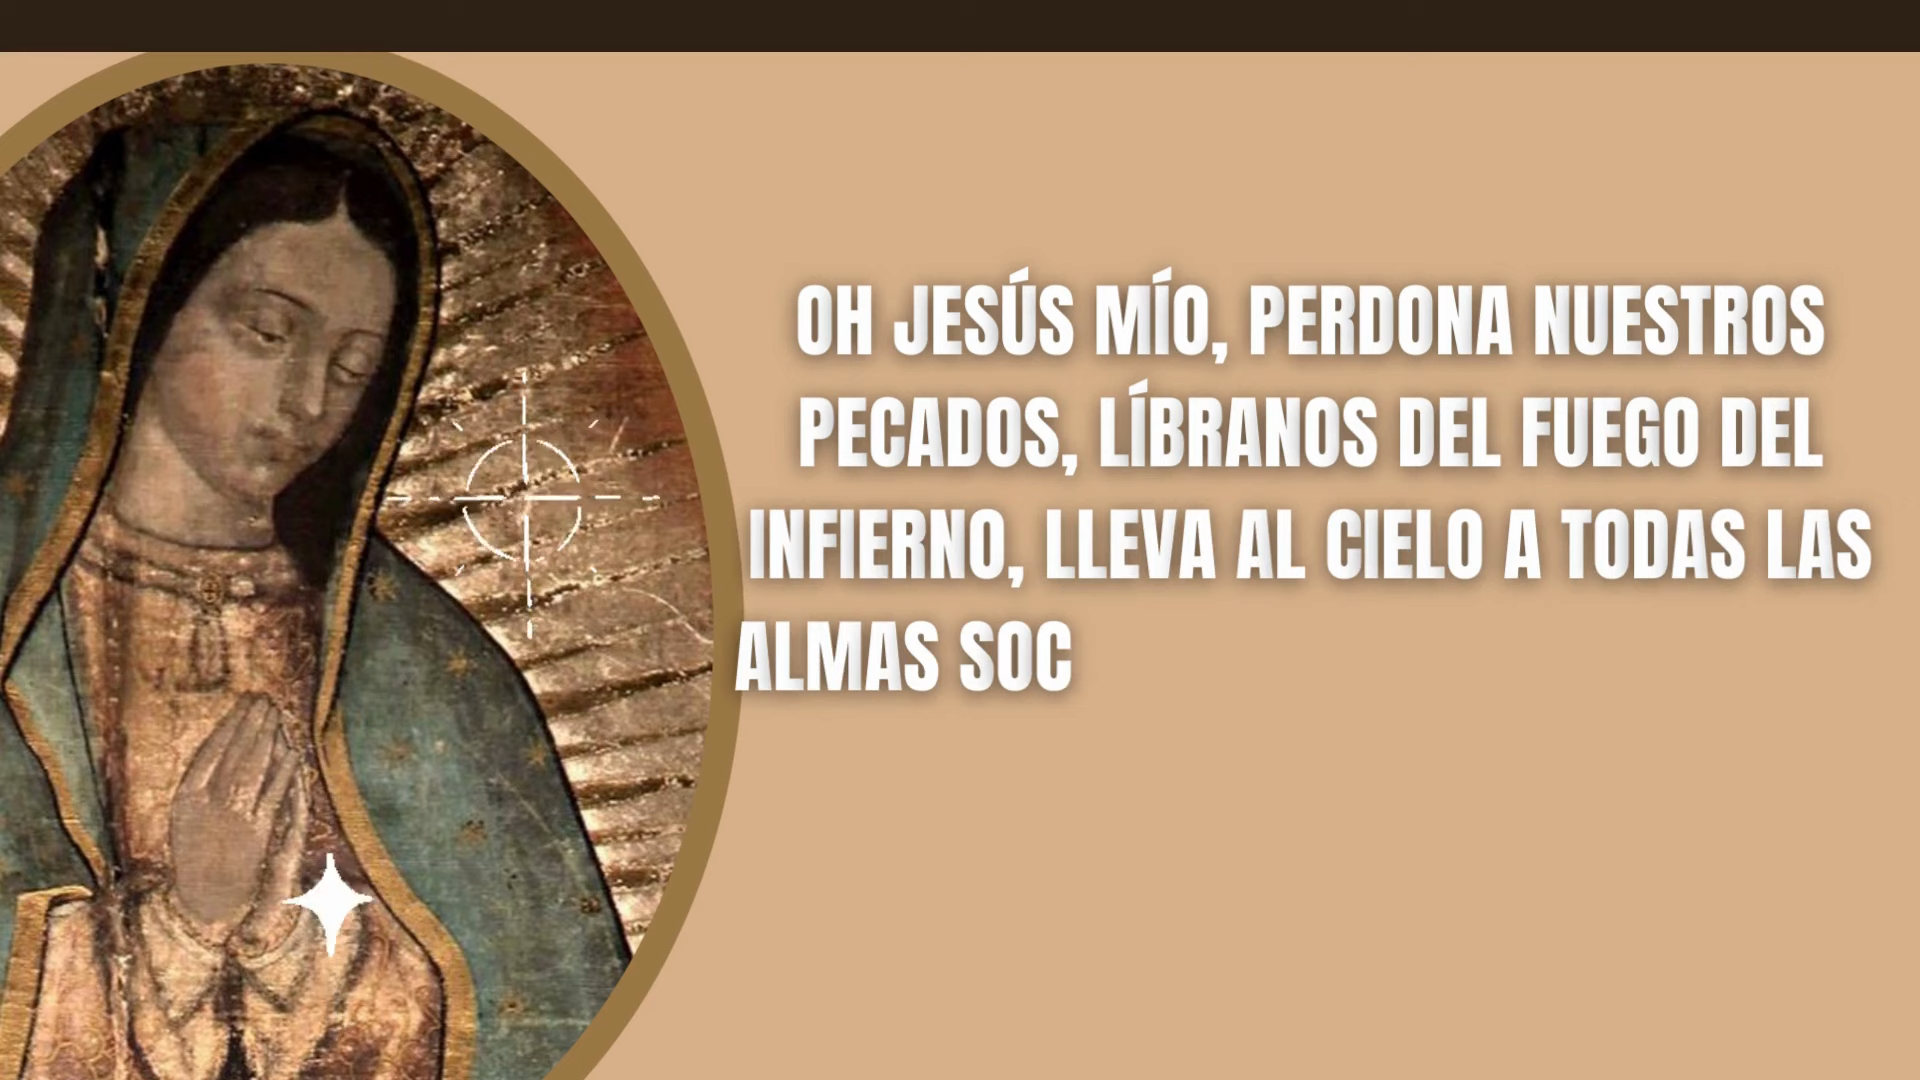 OH JESÚS MÍO, PERDONA NUESTROS
PECADOS, LÍBRANOS DEL FUEGO DEL
INFIERNO, LLEVA AL CIELO A TODAS LAS
ALMAS SOC